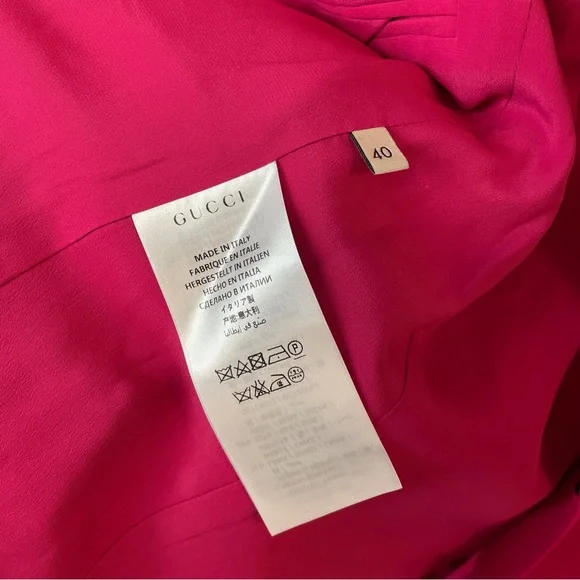 40
GUCCI
MADE IN ITALY
FABRIQUE EN ITALIE
HERGESTELLT IN ITALIEN
HECHO EN ITALIA
СДЕЛАНО В ИТАЛИИ
イタリア製
产地意大利
صنع في إيطاليا
P